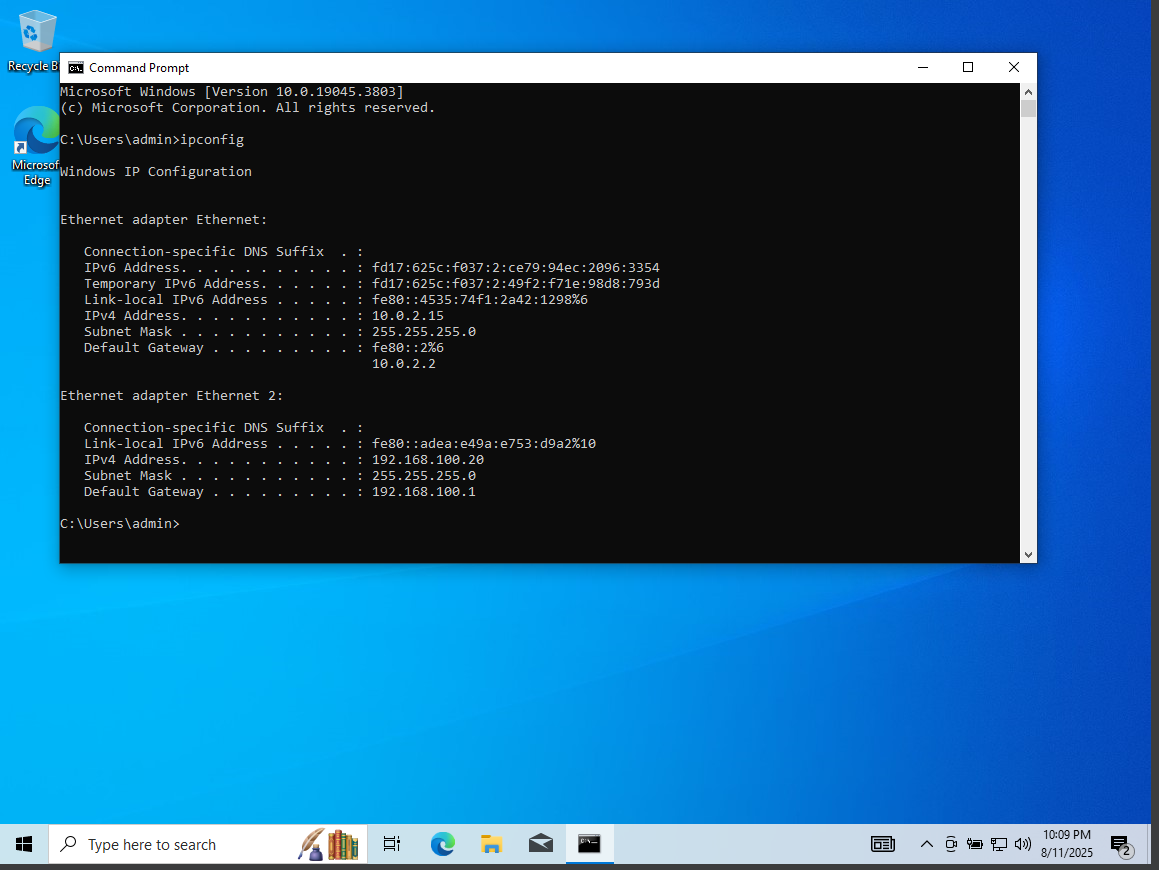 Recycle B
Microsof
Edge
Command Prompt
Microsoft Windows [Version 10.0.19045.3803]
(c) Microsoft Corporation. All rights reserved.
C:\Users\admin>ipconfig
Windows IP Configuration
Ethernet adapter Ethernet:
Connection-specific DNS Suffix  . :
IPv6 Address. . . . . . . . . . . : fd17:625c:f037:2:ce79:94ec:2096:3354
Temporary IPv6 Address. . . . . . : fd17:625c:f037:2:49f2:f71e:98d8:793d
Link-local IPv6 Address . . . . . : fe80::4535:74f1:2a42:1298%6
IPv4 Address. . . . . . . . . . . : 10.0.2.15
Subnet Mask . . . . . . . . . . . : 255.255.255.0
Default Gateway . . . . . . . . . : fe80::2%6
10.0.2.2
Ethernet adapter Ethernet 2:
Connection-specific DNS Suffix  . :
Link-local IPv6 Address . . . . . : fe80::adea:e49a:e753:d9a2%10
IPv4 Address. . . . . . . . . . . : 192.168.100.20
Subnet Mask . . . . . . . . . . . : 255.255.255.0
Default Gateway . . . . . . . . . : 192.168.100.1
C:\Users\admin>
Type here to search
10:09 PM
8/11/2025
2